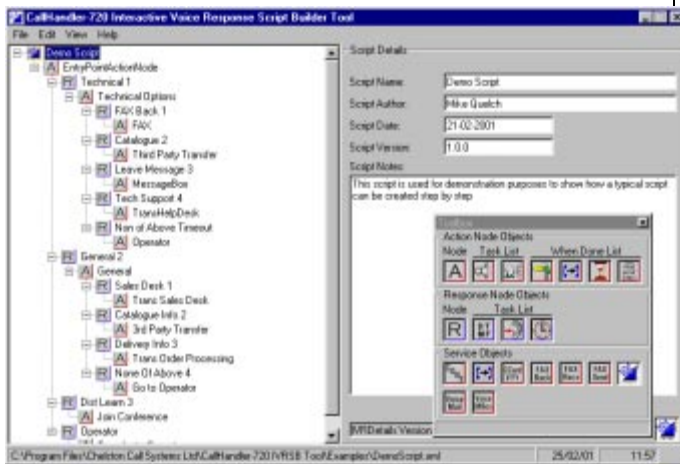 CallHandler-720 Interactive Voice Response Script Builder Tool
File Edit View Help
Demo Script
A EntryPointActionNode
R Technical 1
A Technical Options
R FAX Back 1
A FAX
R Catalogue 2
A Third Party Transfer
R Leave Message 3
A MessageBox
R Tech Support 4
A TransHelpDesk
R Non of Above Timeout
A Operator
R General 2
A General
R Sales Desk 1
A Trans Sales Desk
R Catalogue Info 2
A 3rd Party Transfer
R Delivery Info 3
A Trans Order Processing
R None Of Above 4
A Go to Operator
R Dist Learn 3
A Join Conference
R Operator
Script Details
Script Name: Demo Script
Script Author: Mike Quelch
Script Date: 21-02-2001
Script Version: 1.0.0
Script Notes:
This script is used for demonstration purposes to show how a typical script
can be created step by step
ToolBox
Action Node Objects
Node Task List When Done List
A
Response Node Objects
Node Task List
R
Service Objects
IVRDetails Version
C:\Program Files\Chelston Call Systems Ltd\CallHandler-720 IVRSB Tool\Examples\DemoScript.xml 25/02/01 11:57